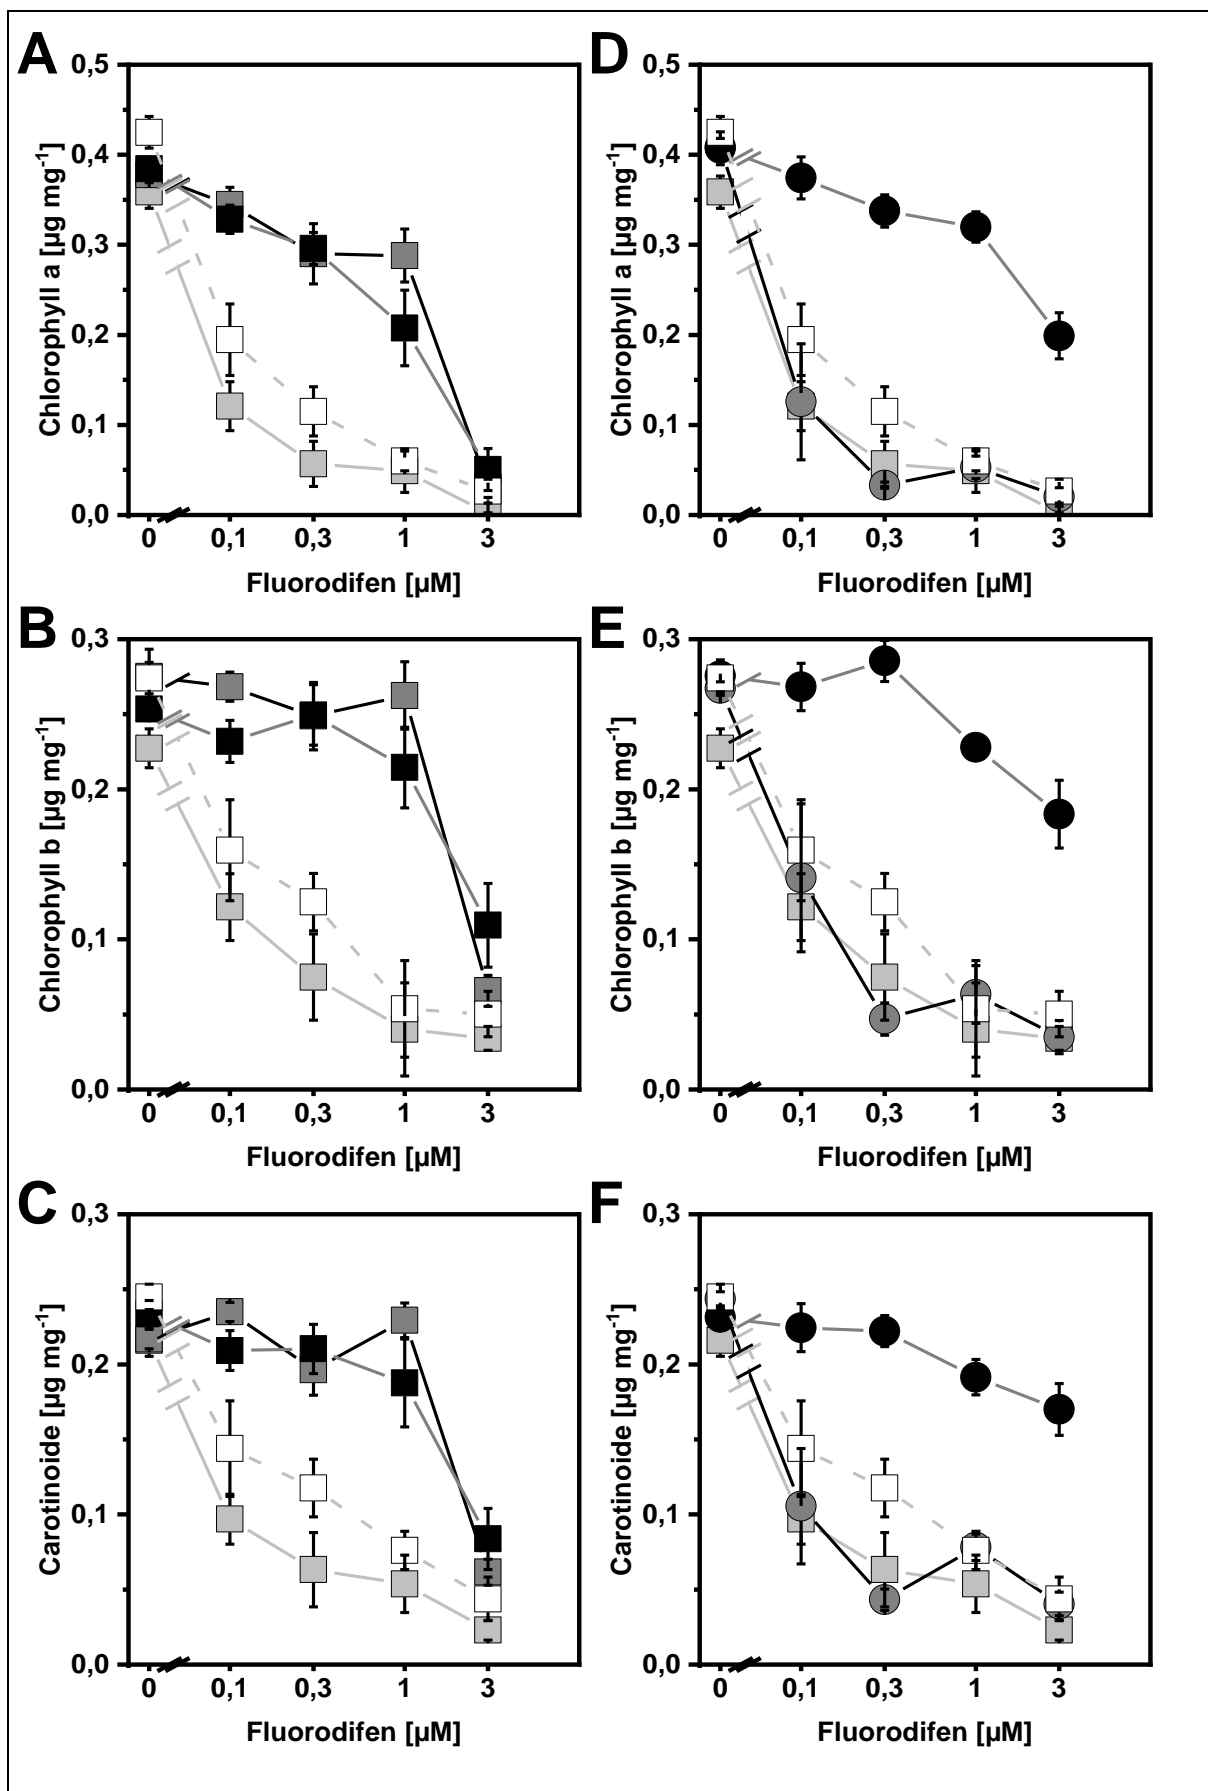 A
0,5
0,4
0,3
0,2
0,1
0,0
Chlorophyll a [µg mg-1]
0 0,1 0,3 1 3
Fluorodifen [µM]
D
0,5
0,4
0,3
0,2
0,1
0,0
Chlorophyll a [µg mg-1]
0 0,1 0,3 1 3
Fluorodifen [µM]
B
0,3
0,2
0,1
0,0
Chlorophyll b [µg mg-1]
0 0,1 0,3 1 3
Fluorodifen [µM]
E
0,3
0,2
0,1
0,0
Chlorophyll b [µg mg-1]
0 0,1 0,3 1 3
Fluorodifen [µM]
C
0,3
0,2
0,1
0,0
Carotinoide [µg mg-1]
0 0,1 0,3 1 3
Fluorodifen [µM]
F
0,3
0,2
0,1
0,0
Carotinoide [µg mg-1]
0 0,1 0,3 1 3
Fluorodifen [µM]